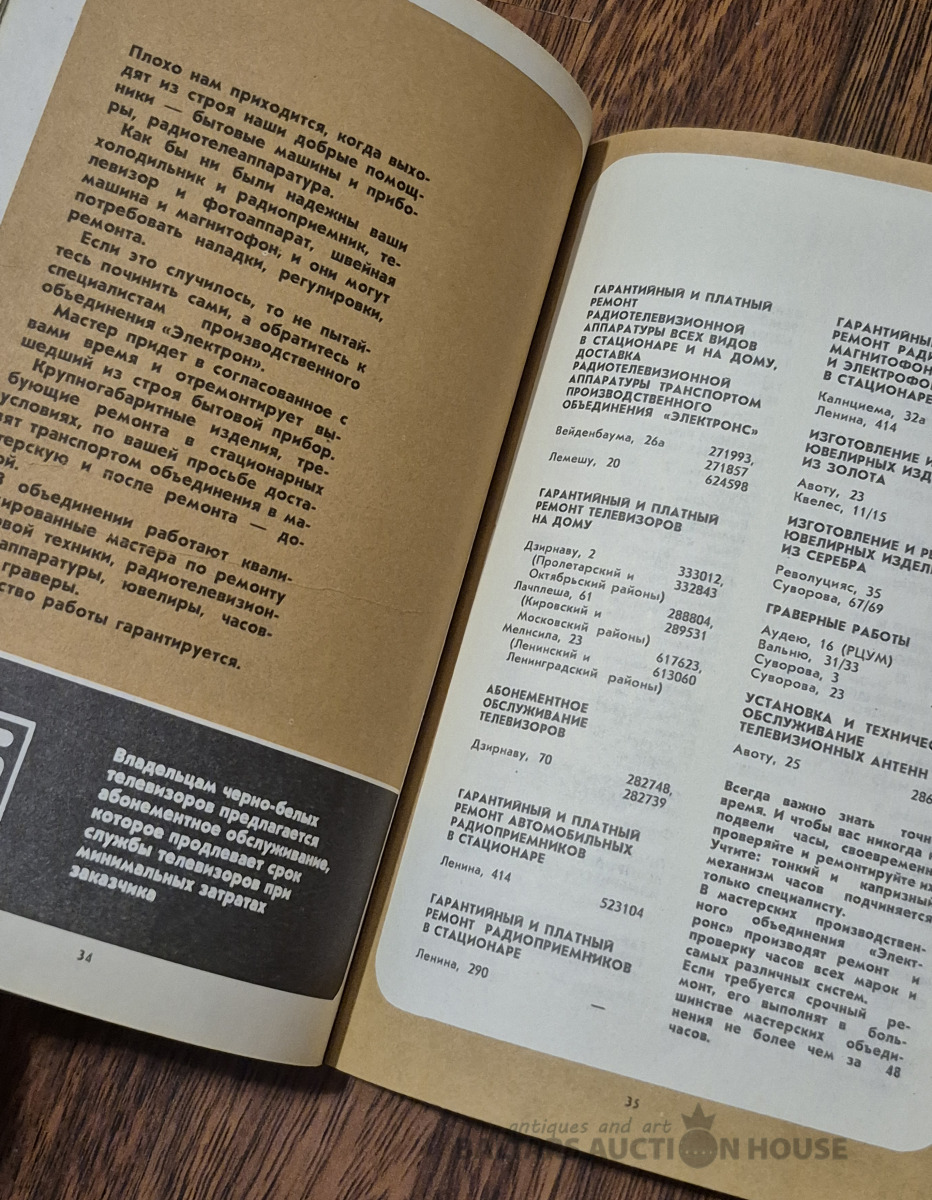 Плохо нам приходится, когда выхо-
дят из строя наши добрые помощ-
ники — бытовые машины и прибо-
ры, радиотелеаппаратура.
Как бы ни были надежны ваши
холодильник и радиоприемник, те-
левизор и фотоаппарат, швейная
машина и магнитофон, и они могут
потребовать наладки, регулировки,
ремонта.
Если это случилось, то не пытай-
тесь починить сами, а обратитесь к
специалистам производственного
объединения «Электрон».
Мастер придет в согласованное с
вами время и отремонтирует вы-
шедший из строя бытовой прибор.
Крупногабаритные изделия, тре-
бующие ремонта в стационарных
условиях, по вашей просьбе доста-
вят транспортом объединения в ма-
стерскую и после ремонта — до-
объединении работают квали-
мастера по ремонту
техники, радиотелевизион-
аппаратуры, ювелиры, часов-
граверы.
работы гарантируется.
Владельцам черно-белых
телевизоров предлагается
абонементное обслуживание,
которое продлевает срок
службы телевизоров при
минимальных затратах
заказчика
34
ГАРАНТИЙНЫЙ И ПЛАТНЫЙ
РЕМОНТ
РАДИОТЕЛЕВИЗИОННОЙ
АППАРАТУРЫ ВСЕХ ВИДОВ
В СТАЦИОНАРЕ И НА ДОМУ,
ДОСТАВКА
РАДИОТЕЛЕВИЗИОННОЙ
АППАРАТУРЫ ТРАНСПОРТОМ
ПРОИЗВОДСТВЕННОГО
ОБЪЕДИНЕНИЯ «ЭЛЕКТРОНС»
Вейденбаума, 26а 271993,
271857
Лемешу, 20 624598
ГАРАНТИЙНЫЙ И ПЛАТНЫЙ
РЕМОНТ ТЕЛЕВИЗОРОВ
НА ДОМУ
Дзирнаву, 2 333012,
(Пролетарский и 332843
Октябрьский районы)
Лачплеша, 61 288804,
(Кировский и 289531
Московский районы)
Мелнсила, 23 617623,
(Ленинский и 613060
Ленинградский районы)
АБОНЕМЕНТНОЕ
ОБСЛУЖИВАНИЕ
ТЕЛЕВИЗОРОВ
Дзирнаву, 70 282748,
282739
ГАРАНТИЙНЫЙ И ПЛАТНЫЙ
РЕМОНТ АВТОМОБИЛЬНЫХ
РАДИОПРИЕМНИКОВ
В СТАЦИОНАРЕ
Ленина, 414 523104
ГАРАНТИЙНЫЙ И ПЛАТНЫЙ
РЕМОНТ РАДИОПРИЕМНИКОВ
В СТАЦИОНАРЕ
Ленина, 290 —
ГАРАНТИЙНЫ
РЕМОНТ РАДИ
МАГНИТОФОН
И ЭЛЕКТРОФО
В СТАЦИОНАРЕ
Калнциема, 32а
Ленина, 414
ИЗГОТОВЛЕНИЕ И
ЮВЕЛИРНЫХ ИЗД
ИЗ ЗОЛОТА
Авоту, 23
Квелес, 11/15
ИЗГОТОВЛЕНИЕ И РЕ
ЮВЕЛИРНЫХ ИЗДЕЛ
ИЗ СЕРЕБРА
Революцияс, 35
Суворова, 67/69
ГРАВЕРНЫЕ РАБОТЫ
Аудею, 16 (РЦУМ)
Вальню, 31/33
Суворова, 3
Суворова, 23
УСТАНОВКА И ТЕХНИЧЕС
ОБСЛУЖИВАНИЕ
ТЕЛЕВИЗИОННЫХ АНТЕНН
Авоту, 25
286
Всегда важно знать точн
время. И чтобы вас никогда
подвели часы, своевременн
проверяйте и ремонтируйте их
Учтите: тонкий и капризный
механизм часов подчиняется
только специалисту.
В мастерских производствен-
ного объединения «Элект-
ронс» производят ремонт и
проверку часов всех марок и
самых различных систем.
Если требуется срочный ре-
монт, его выполнят в боль-
шинстве мастерских объеди-
нения не более чем за 48
часов.
35
antiques and art
BALTICS AUCTION HOUSE